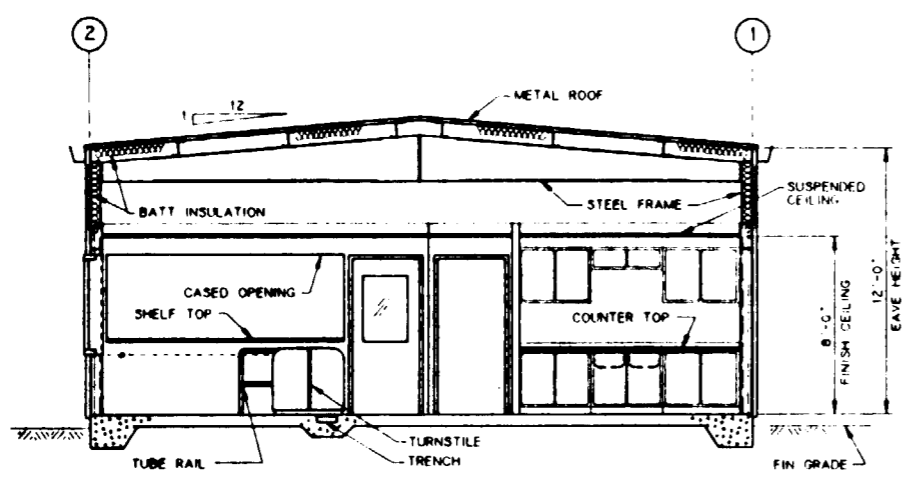 2
1
12
1
METAL ROOF
BATT INSULATION
STEEL FRAME
SUSPENDED
CEILING
CASED OPENING
SHELF TOP
COUNTER TOP
8'-0"
FINISH CEILING
12'-0"
EAVE HEIGHT
TURNSTILE
TUBE RAIL
TRENCH
FIN GRADE